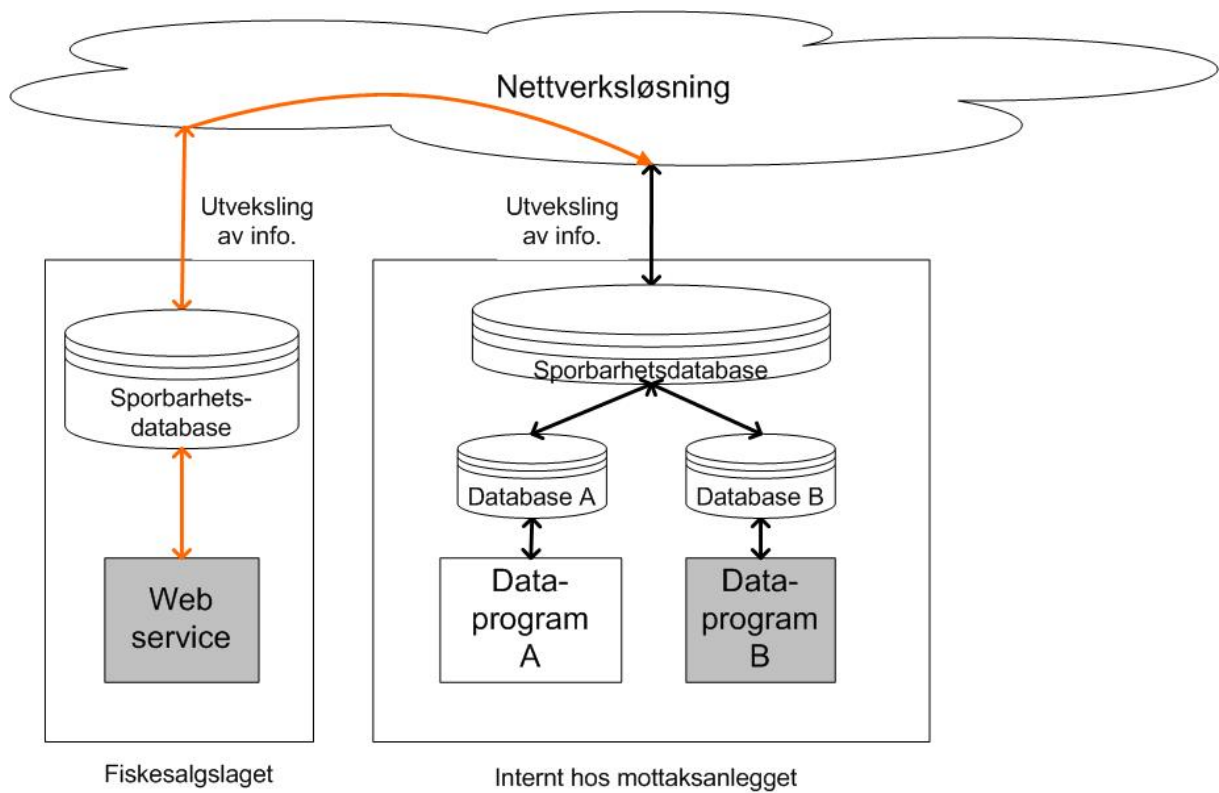 Nettverksløsning
Utveksling
av info.
Utveksling
av info.
Sporbarhets-
database
Web
service
Fiskesalgslaget
Sporbarhetsdatabase
Database A
Database B
Data-
program
A
Data-
program
B
Internt hos mottaksanlegget